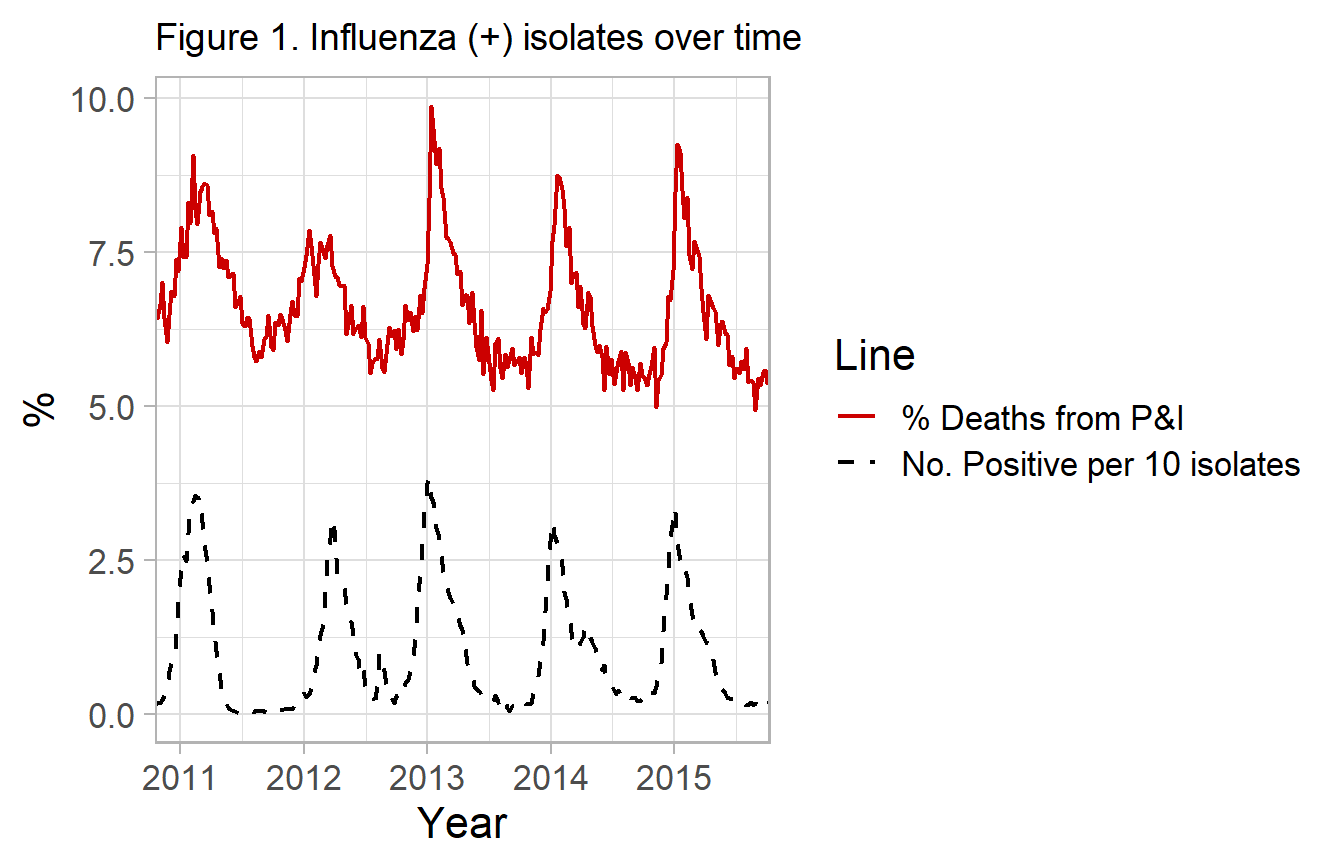 Figure 1. Influenza (+) isolates over time
10.0
7.5
5.0
2.5
0.0
%
2011 2012 2013 2014 2015
Year
Line
% Deaths from P&I
No. Positive per 10 isolates